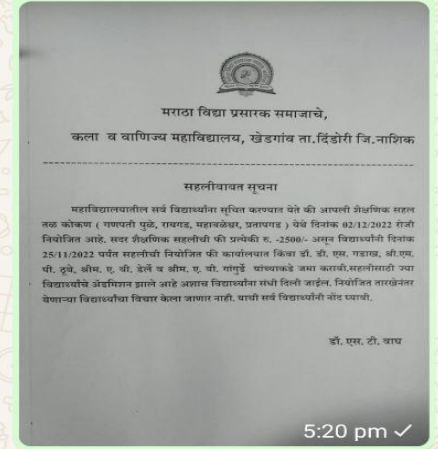 मराठा विद्या प्रसारक समाजाचे,
कला व वाणिज्य महाविद्यालय, खेडगांव ता.दिंडोरी जि.नाशिक
सहलीबाबत सूचना
महाविद्यालयातील सर्व विद्यार्थ्यांना सुचित करण्यात येते की आपली शैक्षणिक सहल
तळ कोकण ( गणपती पुळे, रायगड, महाबळेश्वर, प्रतापगड ) येथे दिनांक 02/12/2022 रोजी
नियोजित आहे. सदर शैक्षणिक सहलीची फी प्रत्येकी रु. -2500/- असून विद्यार्थ्यांनी दिनांक
25/11/2022 पर्यंत सहलीची नियोजित फी कार्यालयात किंवा डॉ. डी. एस. गडाख, श्री.एम.
पी. ठुबे, श्रीम. ए. बी. डेर्ले व श्रीम. ए. बी. गांगुर्डे यांच्याकडे जमा करावी.सहलीसाठी ज्या
विद्यार्थ्यांचे ॲडमिशन झाले आहे अशाच विद्यार्थ्यांना संधी दिली जाईल. नियोजित तारखेनंतर
येणाऱ्या विद्यार्थ्यांचा विचार केला जाणार नाही. याची सर्व विद्यार्थ्यांनी नोंद घ्यावी.
डॉ. एस. टी. वाघ
5:20 pm